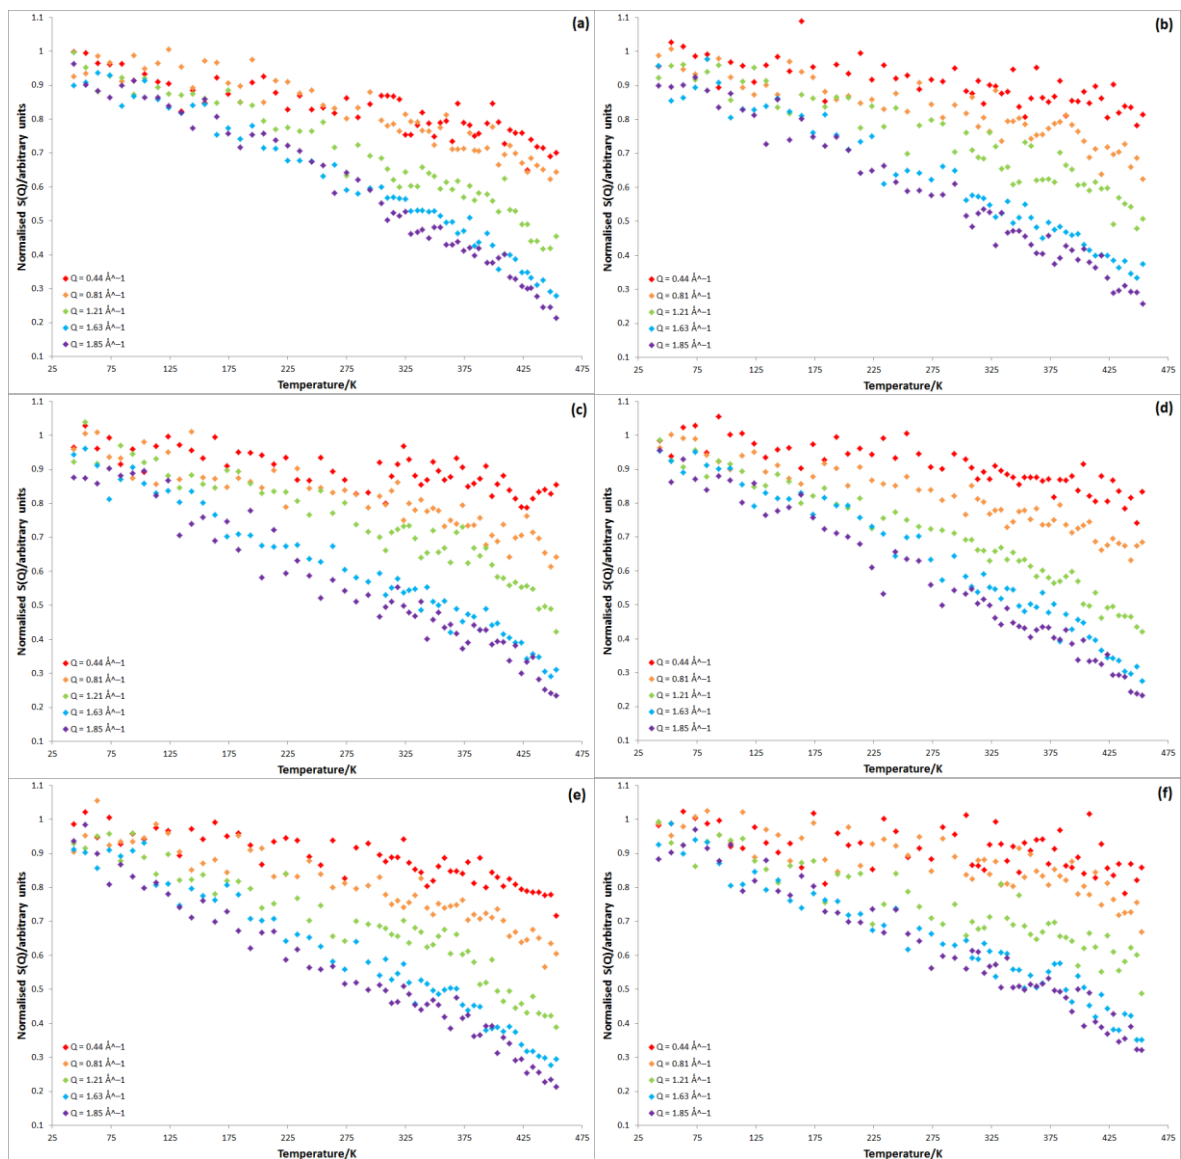 (a)
Normalised S(Q)/arbitrary units
1.1
1
0.9
0.8
0.7
0.6
0.5
0.4
0.3
0.2
0.1
Q = 0.44 Å^−1
Q = 0.81 Å^−1
Q = 1.21 Å^−1
Q = 1.63 Å^−1
Q = 1.85 Å^−1
25 75 125 175 225 275 325 375 425 475
Temperature/K
(b)
Normalised S(Q)/arbitrary units
1.1
1
0.9
0.8
0.7
0.6
0.5
0.4
0.3
0.2
0.1
Q = 0.44 Å^−1
Q = 0.81 Å^−1
Q = 1.21 Å^−1
Q = 1.63 Å^−1
Q = 1.85 Å^−1
25 75 125 175 225 275 325 375 425 475
Temperature/K
(c)
Normalised S(Q)/arbitrary units
1.1
1
0.9
0.8
0.7
0.6
0.5
0.4
0.3
0.2
0.1
Q = 0.44 Å^−1
Q = 0.81 Å^−1
Q = 1.21 Å^−1
Q = 1.63 Å^−1
Q = 1.85 Å^−1
25 75 125 175 225 275 325 375 425 475
Temperature/K
(d)
Normalised S(Q)/arbitrary units
1.1
1
0.9
0.8
0.7
0.6
0.5
0.4
0.3
0.2
0.1
Q = 0.44 Å^−1
Q = 0.81 Å^−1
Q = 1.21 Å^−1
Q = 1.63 Å^−1
Q = 1.85 Å^−1
25 75 125 175 225 275 325 375 425 475
Temperature/K
(e)
Normalised S(Q)/arbitrary units
1.1
1
0.9
0.8
0.7
0.6
0.5
0.4
0.3
0.2
0.1
Q = 0.44 Å^−1
Q = 0.81 Å^−1
Q = 1.21 Å^−1
Q = 1.63 Å^−1
Q = 1.85 Å^−1
25 75 125 175 225 275 325 375 425 475
Temperature/K
(f)
Normalised S(Q)/arbitrary units
1.1
1
0.9
0.8
0.7
0.6
0.5
0.4
0.3
0.2
0.1
Q = 0.44 Å^−1
Q = 0.81 Å^−1
Q = 1.21 Å^−1
Q = 1.63 Å^−1
Q = 1.85 Å^−1
25 75 125 175 225 275 325 375 425 475
Temperature/K